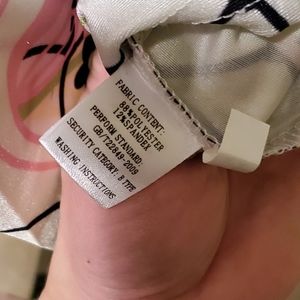 FABRIC CONTENT:
88%POLYESTER
12%SPANDEX
PERFORM STANDARD:
GB/T22849-2009
SECURITY CATEGORY: B TYPE
WASHING INSTRUCTIONS